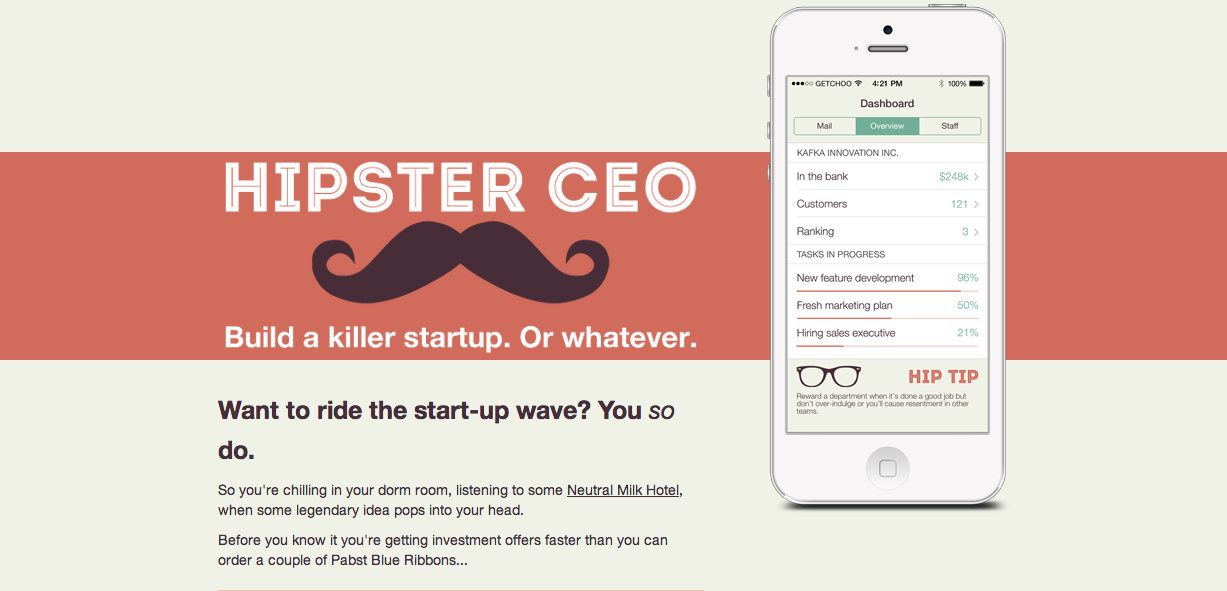 HIPSTER CEO
Build a killer startup. Or whatever.
Want to ride the start-up wave? You so
do.
So you're chilling in your dorm room, listening to some Neutral Milk Hotel,
when some legendary idea pops into your head.
Before you know it you're getting investment offers faster than you can
order a couple of Pabst Blue Ribbons...
GETCHOO 4:21 PM 100%
Dashboard
Mail Overview Staff
KAFKA INNOVATION INC.
In the bank $248k
Customers 121
Ranking 3
TASKS IN PROGRESS
New feature development 96%
Fresh marketing plan 50%
Hiring sales executive 21%
HIP TIP
Reward a department when it's done a good job but
don't over-indulge or you'll cause resentment in other
teams.